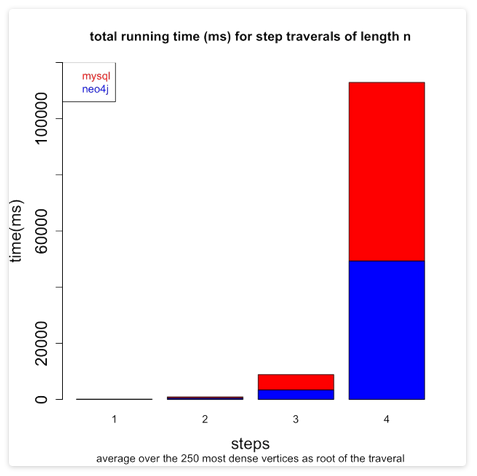 total running time (ms) for step traverals of length n
mysql
neo4j
100000
60000
20000
0
time(ms)
1 2 3 4
steps
average over the 250 most dense vertices as root of the traveral